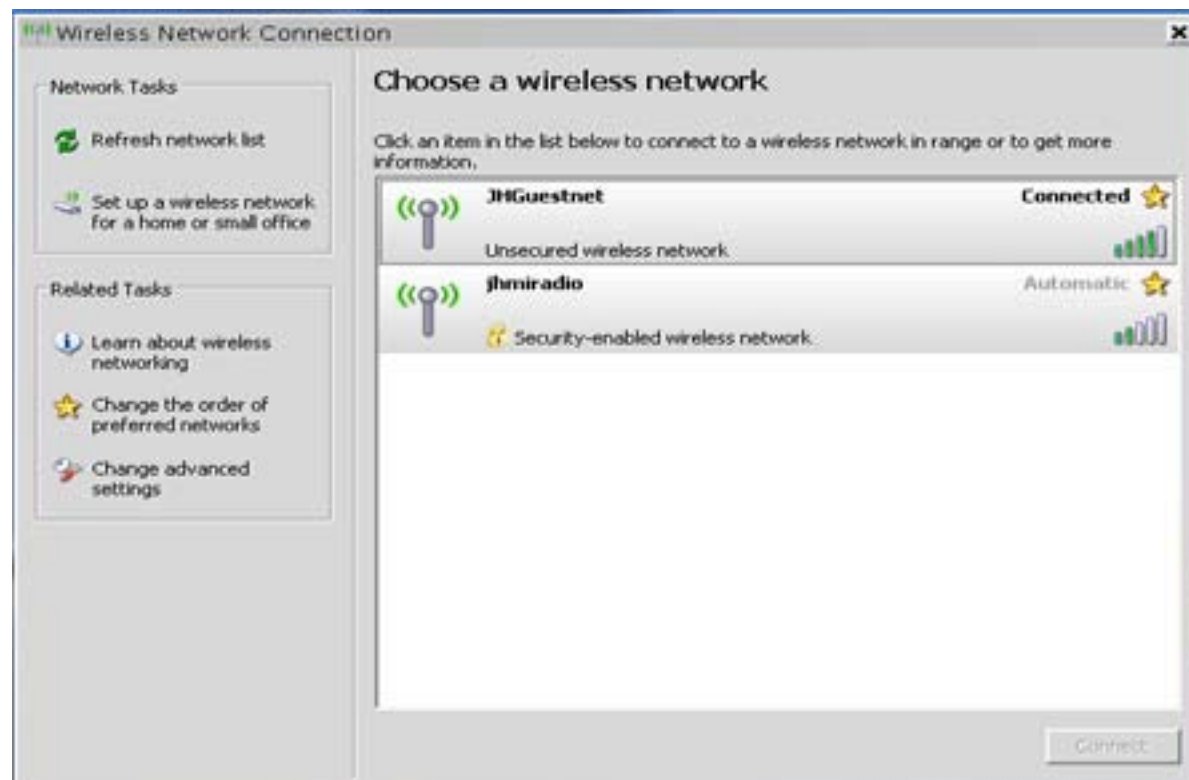 Wireless Network Connection
Network Tasks
Refresh network list
Set up a wireless network
for a home or small office
Related Tasks
Learn about wireless
networking
Change the order of
preferred networks
Change advanced
settings
Choose a wireless network
Click an item in the list below to connect to a wireless network in range or to get more
information.
JHGuestnet Connected
Unsecured wireless network
jhmiradio Automatic
Security-enabled wireless network
Connect